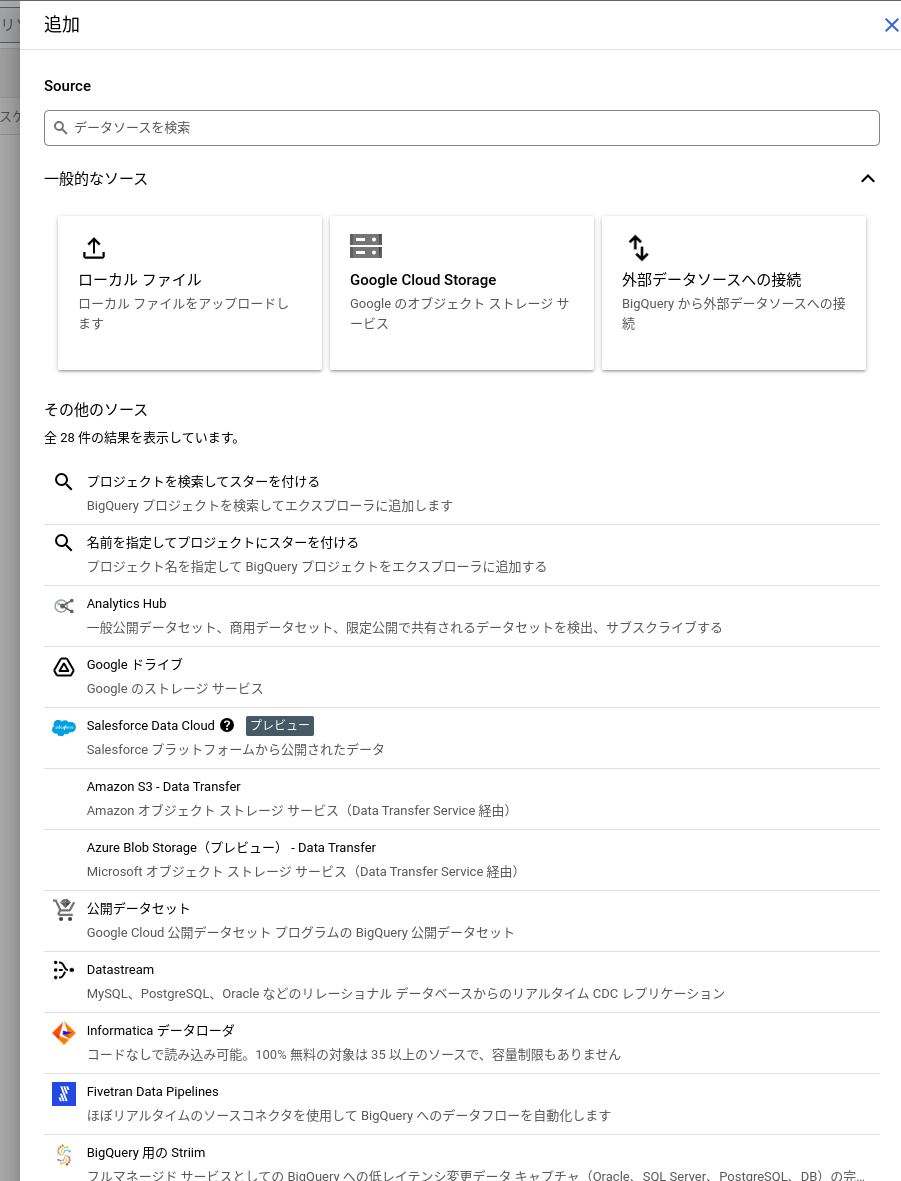 追加
Source
データソースを検索
一般的なソース
ローカル ファイル
ローカル ファイルをアップロードし
ます
Google Cloud Storage
Google のオブジェクト ストレージ サ
ービス
外部データソースへの接続
BigQuery から外部データソースへの接
続
その他のソース
全 28 件の結果を表示しています。
プロジェクトを検索してスターを付ける
BigQuery プロジェクトを検索してエクスプローラに追加します
名前を指定してプロジェクトにスターを付ける
プロジェクト名を指定して BigQuery プロジェクトをエクスプローラに追加する
Analytics Hub
一般公開データセット、商用データセット、限定公開で共有されるデータセットを検出、サブスクライブする
Google ドライブ
Google のストレージ サービス
Salesforce Data Cloud プレビュー
Salesforce プラットフォームから公開されたデータ
Amazon S3 - Data Transfer
Amazon オブジェクト ストレージ サービス（Data Transfer Service 経由）
Azure Blob Storage（プレビュー） - Data Transfer
Microsoft オブジェクト ストレージ サービス（Data Transfer Service 経由）
公開データセット
Google Cloud 公開データセット プログラムの BigQuery 公開データセット
Datastream
MySQL、PostgreSQL、Oracle などのリレーショナル データベースからのリアルタイム CDC レプリケーション
Informatica データローダ
コードなしで読み込み可能。100% 無料の対象は 35 以上のソースで、容量制限もありません
Fivetran Data Pipelines
ほぼリアルタイムのソースコネクタを使用して BigQuery へのデータフローを自動化します
BigQuery 用の Striim
フルマネージド サービスとしての BigQuery への低レイテンシ変更データ キャプチャ（Oracle、SQL Server、PostgreSQL、DB）の完...